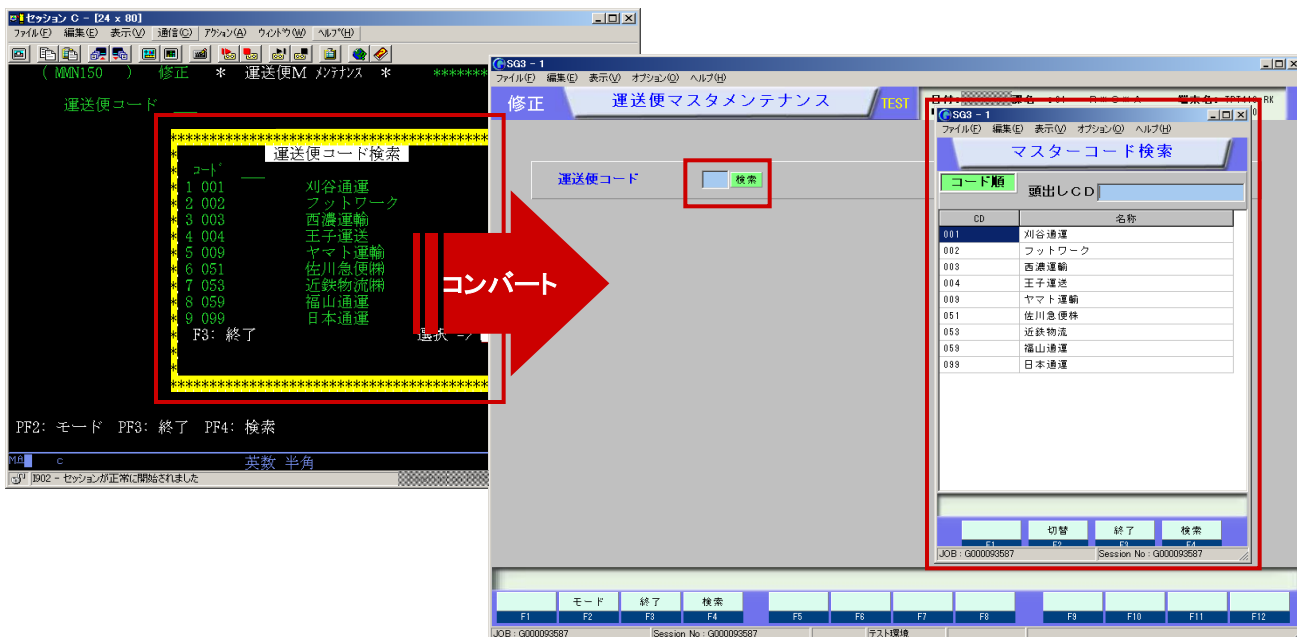 セッション C - [24 x 80]
ファイル(F) 編集(E) 表示(V) 通信(C) アクション(A) ウィンドウ(W) ヘルプ(H)
( MMN150 ) 修正 * 運送便M メンテナンス * *******
運送便コード
運送便コード検索
コード
1 001 刈谷通運
2 002 フットワーク
3 003 西濃運輸
4 004 王子運送
5 009 ヤマト運輸
6 051 佐川急便㈱
7 053 近鉄物流㈱
8 059 福山通運
9 099 日本通運
F3: 終了 選択 =>
PF2: モード PF3: 終了 PF4: 検索
MA c 英数 半角
I902 - セッションが正常に開始されました
コンバート
SG3 - 1
ファイル(F) 編集(E) 表示(V) オプション(O) ヘルプ(H)
修正 運送便マスタメンテナンス TEST
運送便コード 検索
SG3 - 1
ファイル(F) 編集(E) 表示(V) オプション(O) ヘルプ(H)
マスターコード検索
コード順 頭出しCD
CD 名称
001 刈谷通運
002 フットワーク
003 西濃運輸
004 王子運送
009 ヤマト運輸
051 佐川急便株
053 近鉄物流
059 福山通運
099 日本通運
切替 終了 検索
F1 F2 F3 F4
JOB : G000093587 Session No : G000093587
モード 終了 検索
F1 F2 F3 F4 F5 F6 F7 F8 F9 F10 F11 F12
JOB : G000093587 Session No : G000093587 テスト環境